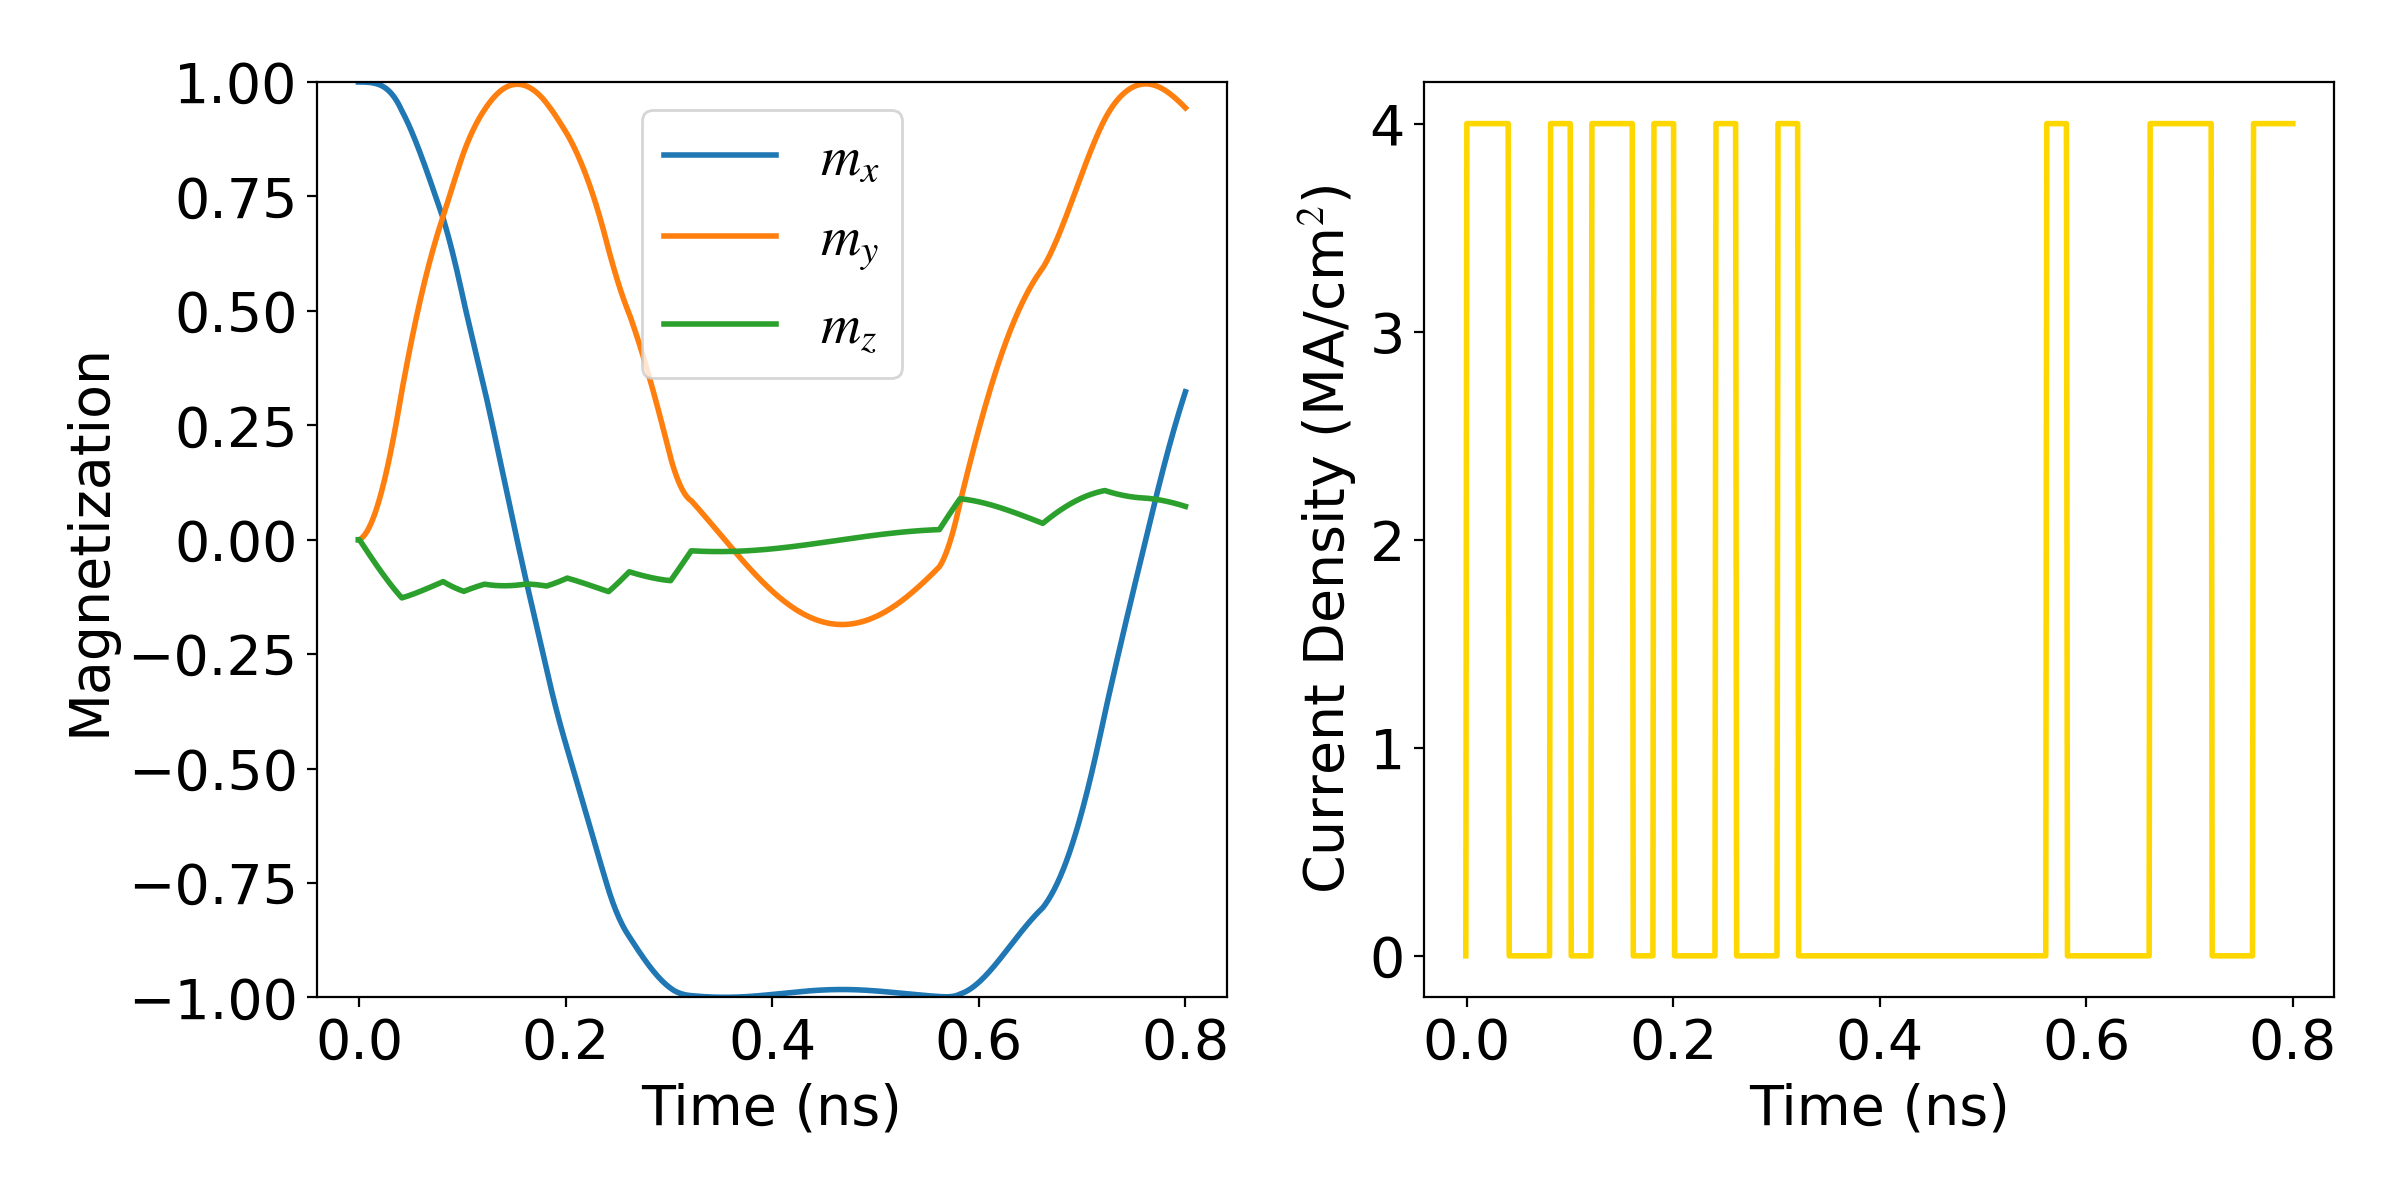 Magnetization
1.00
0.75
0.50
0.25
0.00
−0.25
−0.50
−0.75
−1.00
0.0 0.2 0.4 0.6 0.8
Time (ns)
m_x
m_y
m_z
Current Density (MA/cm²)
4
3
2
1
0
0.0 0.2 0.4 0.6 0.8
Time (ns)